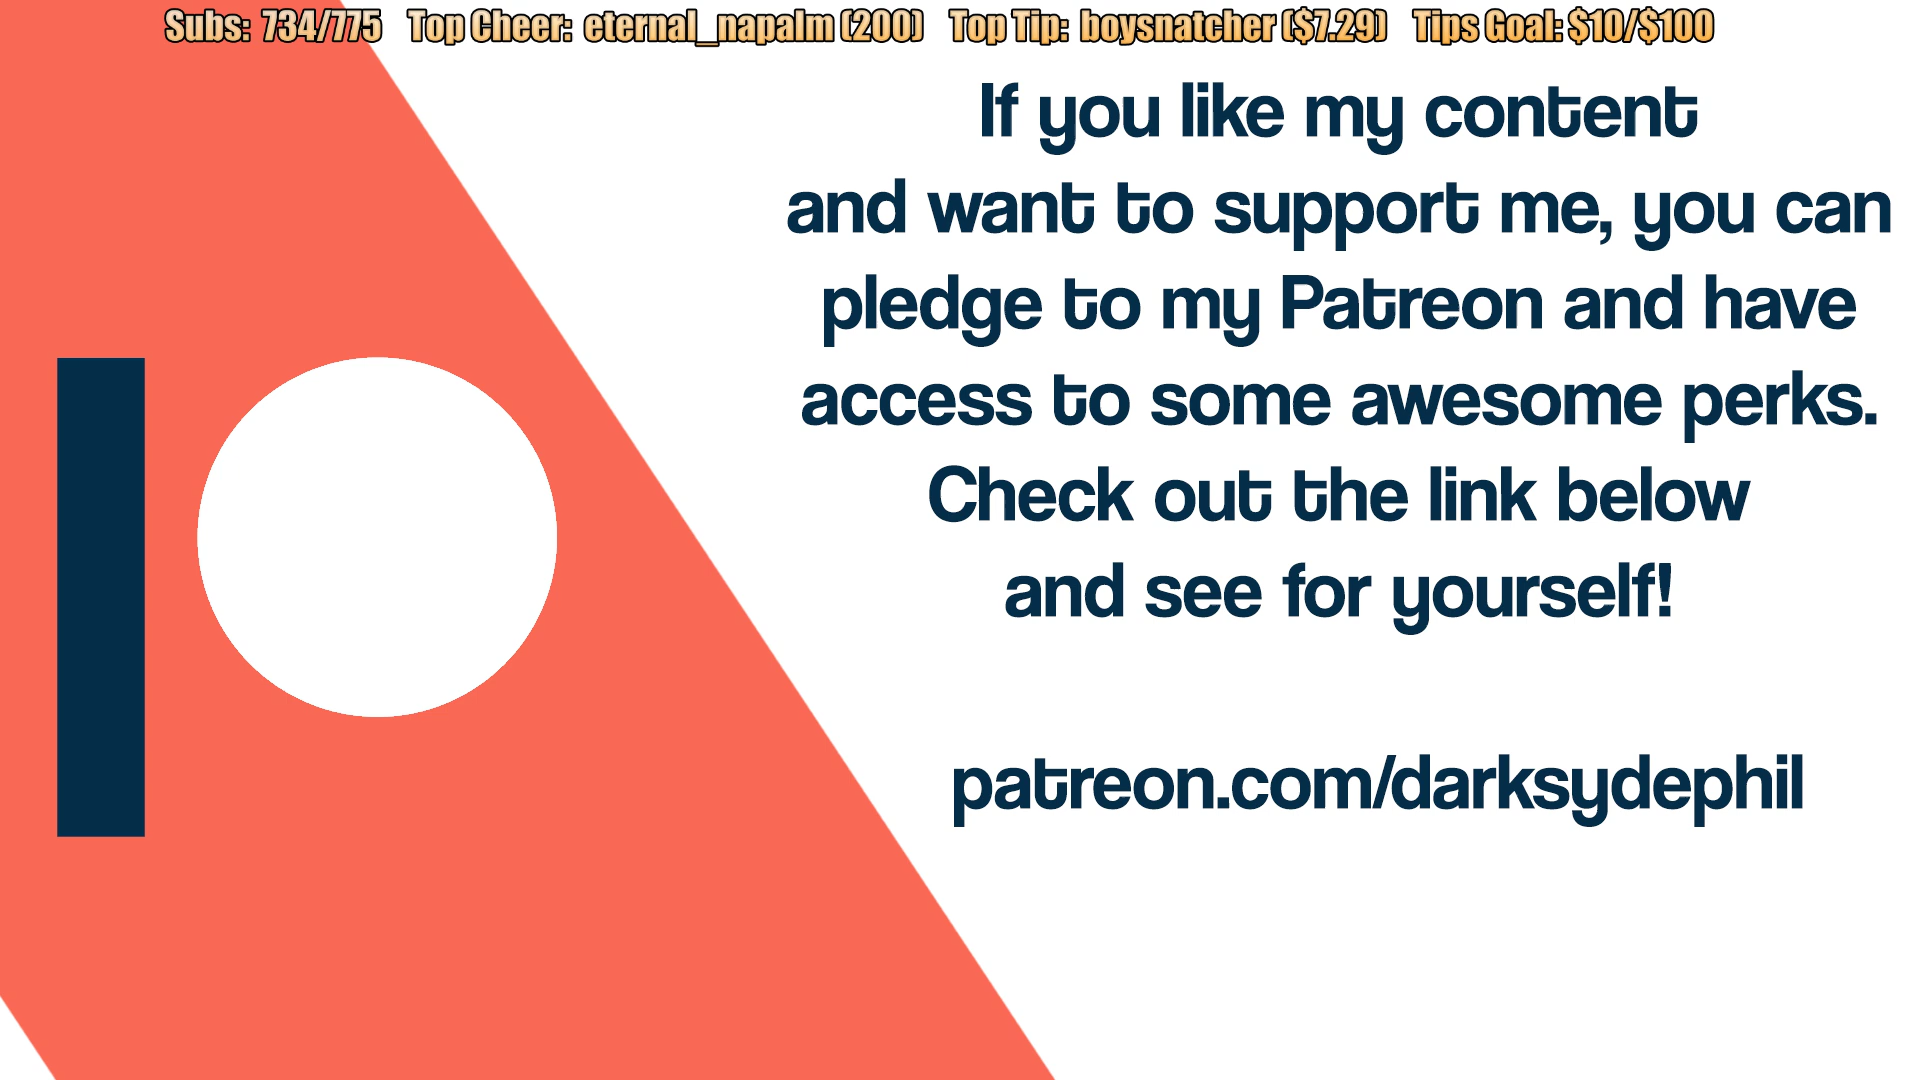 Subs: 734/775 Top Cheer: eternal_napalm (200) Top Tip: boysnatcher ($7.29) Tips Goal: $10/$100
If you like my content
and want to support me, you can
pledge to my Patreon and have
access to some awesome perks.
Check out the link below
and see for yourself!
patreon.com/darksydephil